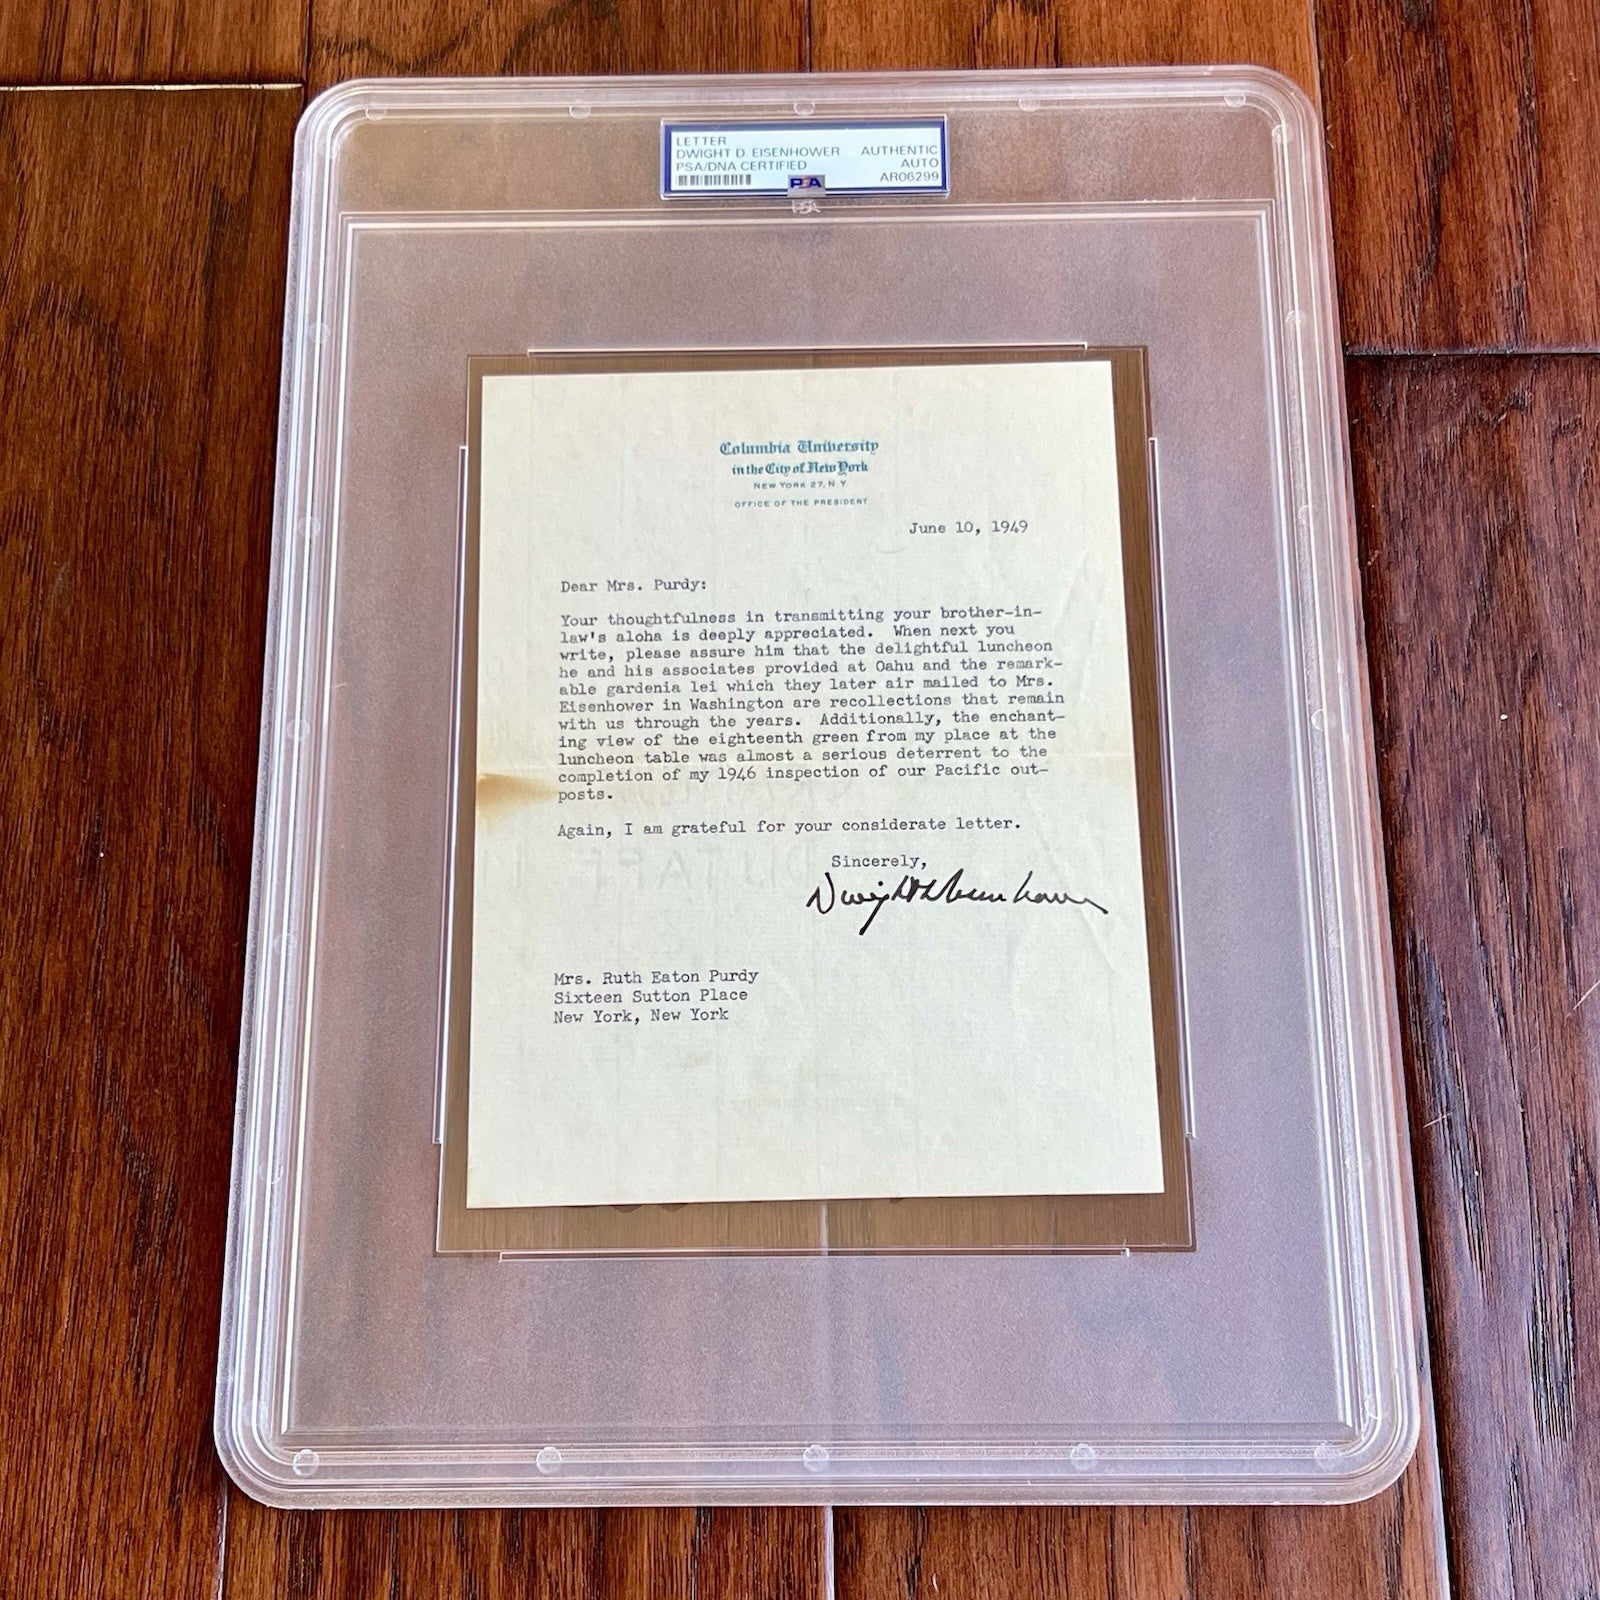 LETTER
DWIGHT D. EISENHOWER AUTHENTIC
PSA/DNA CERTIFIED AUTO
PSA AR06299
PSA
Columbia University
in the City of New York
NEW YORK 27, N Y
OFFICE OF THE PRESIDENT
June 10, 1949
Dear Mrs. Purdy:
Your thoughtfulness in transmitting your brother-in-
law's aloha is deeply appreciated. When next you
write, please assure him that the delightful luncheon
he and his associates provided at Oahu and the remark-
able gardenia lei which they later air mailed to Mrs.
Eisenhower in Washington are recollections that remain
with us through the years. Additionally, the enchant-
ing view of the eighteenth green from my place at the
luncheon table was almost a serious deterrent to the
completion of my 1946 inspection of our Pacific out-
posts.
Again, I am grateful for your considerate letter.
Sincerely,
Dwight D Eisenhower
Mrs. Ruth Eaton Purdy
Sixteen Sutton Place
New York, New York